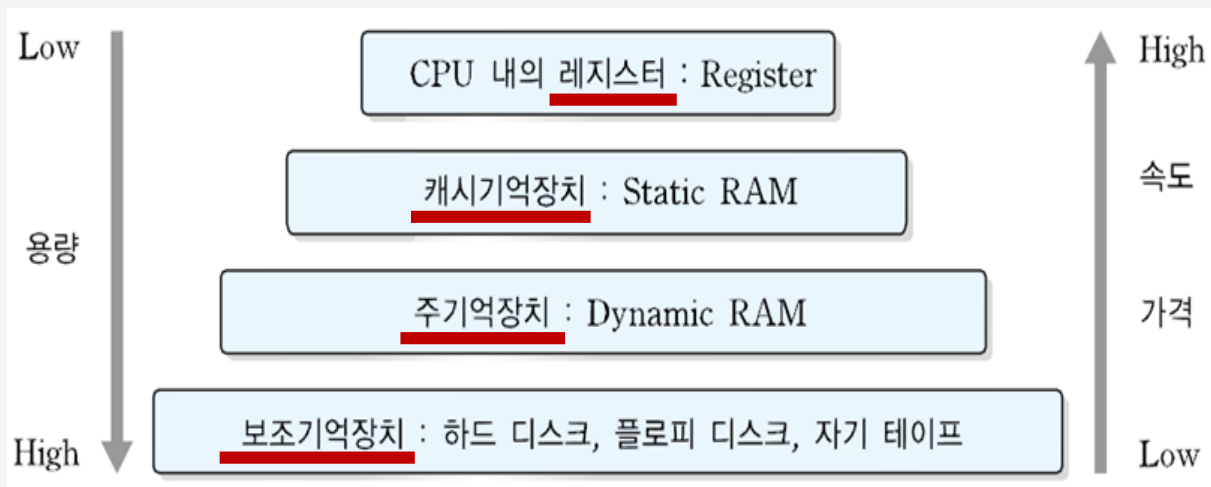 Low
High
CPU 내의 레지스터 : Register
속도
캐시기억장치 : Static RAM
용량
가격
주기억장치 : Dynamic RAM
보조기억장치 : 하드 디스크, 플로피 디스크, 자기 테이프
High
Low